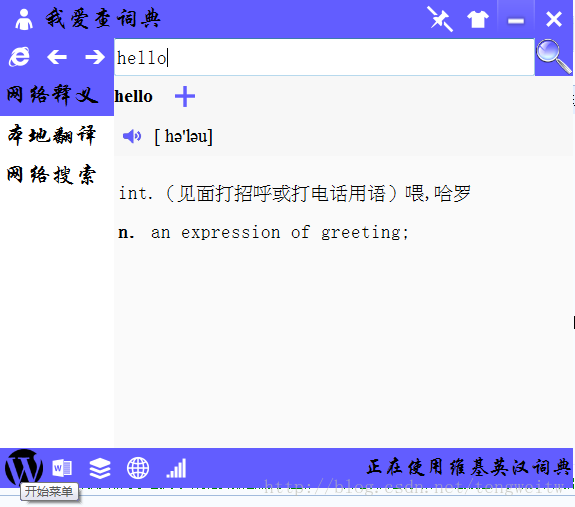 我爱查词典
hello
网络释义
本地翻译
网络搜索
hello
[ hə'ləu]
int.（见面打招呼或打电话用语）喂,哈罗
n. an expression of greeting;
正在使用维基英汉词典
开始菜单
http://blog.csdn.net/tongweitw